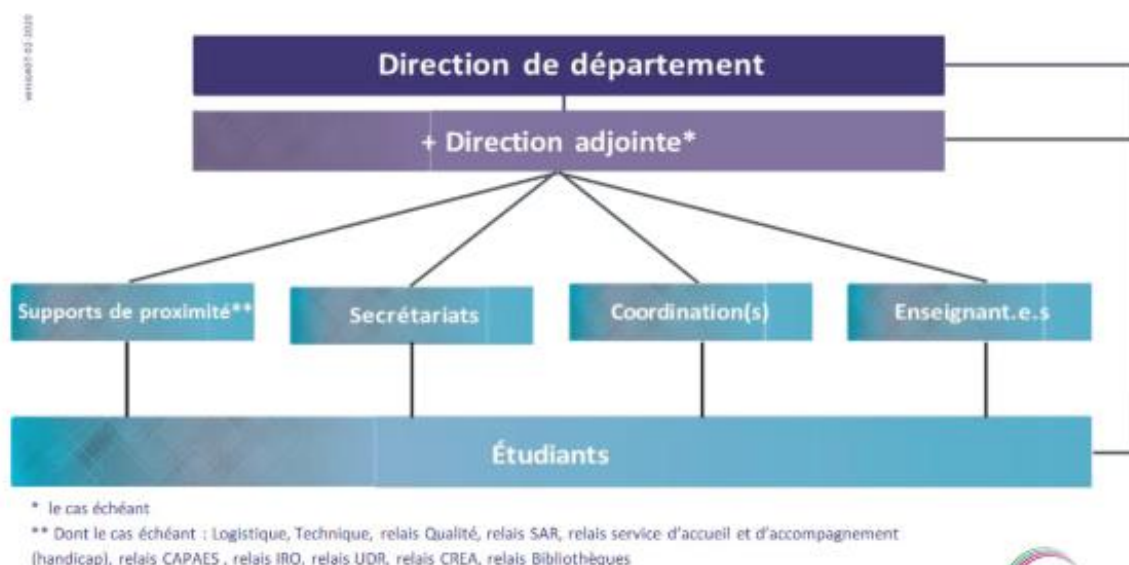 Direction de département
+ Direction adjointe*
Supports de proximité**
Secrétariats
Coordination(s)
Enseignant.e.s
Étudiants
* le cas échéant
** Dont le cas échéant : Logistique, Technique, relais Qualité, relais SAR, relais service d'accueil et d'accompagnement
(handicap), relais CAPAES , relais IRO, relais UDR, relais CREA, relais Bibliothèques